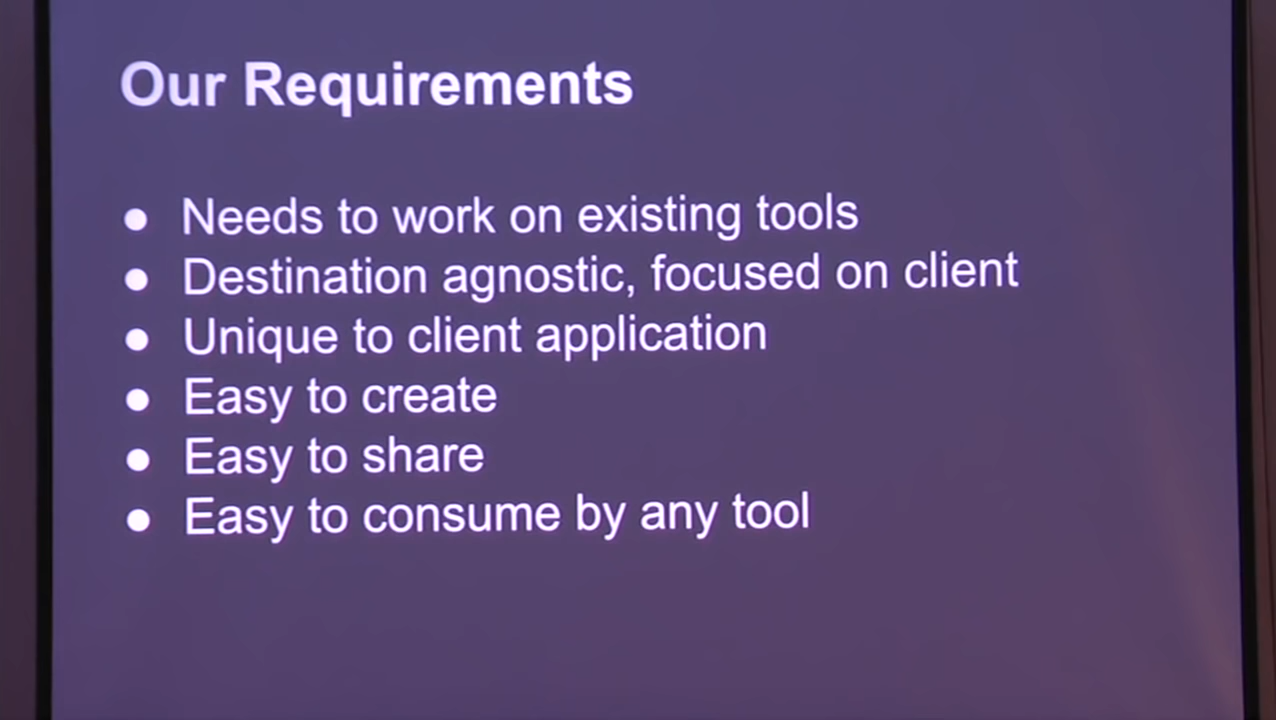 Our Requirements
● Needs to work on existing tools
● Destination agnostic, focused on client
● Unique to client application
● Easy to create
● Easy to share
● Easy to consume by any tool